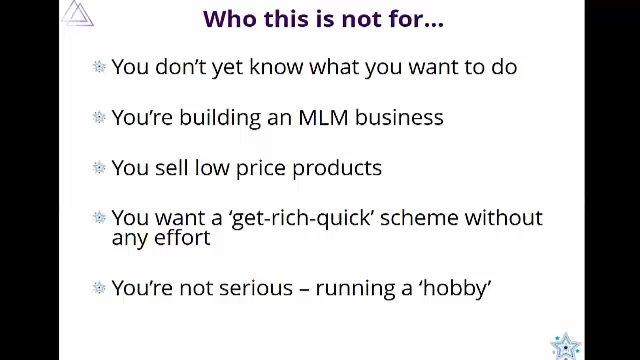 Who this is not for...
You don’t yet know what you want to do
You’re building an MLM business
You sell low price products
You want a ‘get-rich-quick’ scheme without
any effort
You’re not serious – running a ‘hobby’